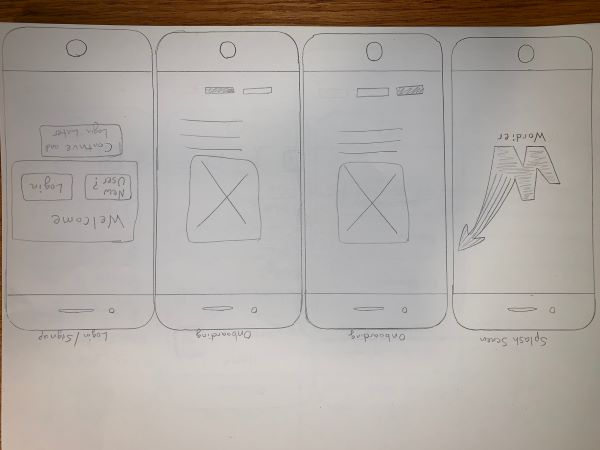 Splash Screen
Onboarding
Onboarding
Login/Signup
W
Wordier
Welcome
New
User?
Login
Continue and
Login Later